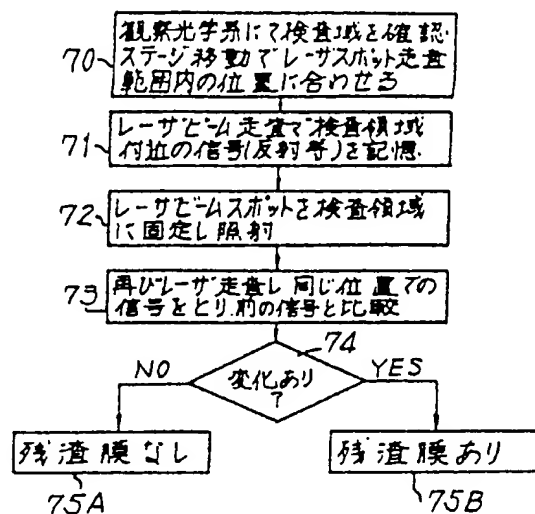 観察光学系にて検査域を確認
ステージ移動でレーザスポット走査
範囲内の位置に合わせる
70
レーザビーム走査で検査領域
付近の信号(反射等)を記憶
71
レーザビームスポットを検査領域
に固定し照射
72
再びレーザ走査し同じ位置での
信号をとり、前の信号と比較
73
74
変化あり
?
NO
YES
残渣膜なし
残渣膜あり
75A
75B